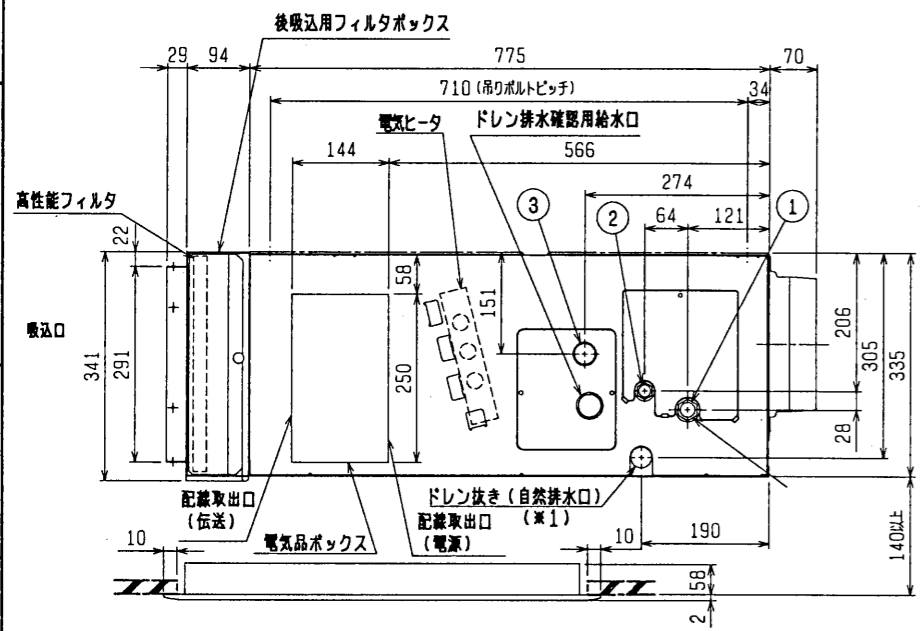 後吸込用フィルタボックス
29 94 775 70
710 (吊りボルトピッチ) 34
電気ヒータ ドレン排水確認用給水口
144 566
274
高性能フィルタ
③ ② 64 121 ①
22
58
151
吸込口
341 291
250
206
305
335
28
配線取出口
(伝送)
ドレン抜き (自然排水口)
(※1)
配線取出口
(電源)
電気品ボックス
10
10
190
140以上
58
2